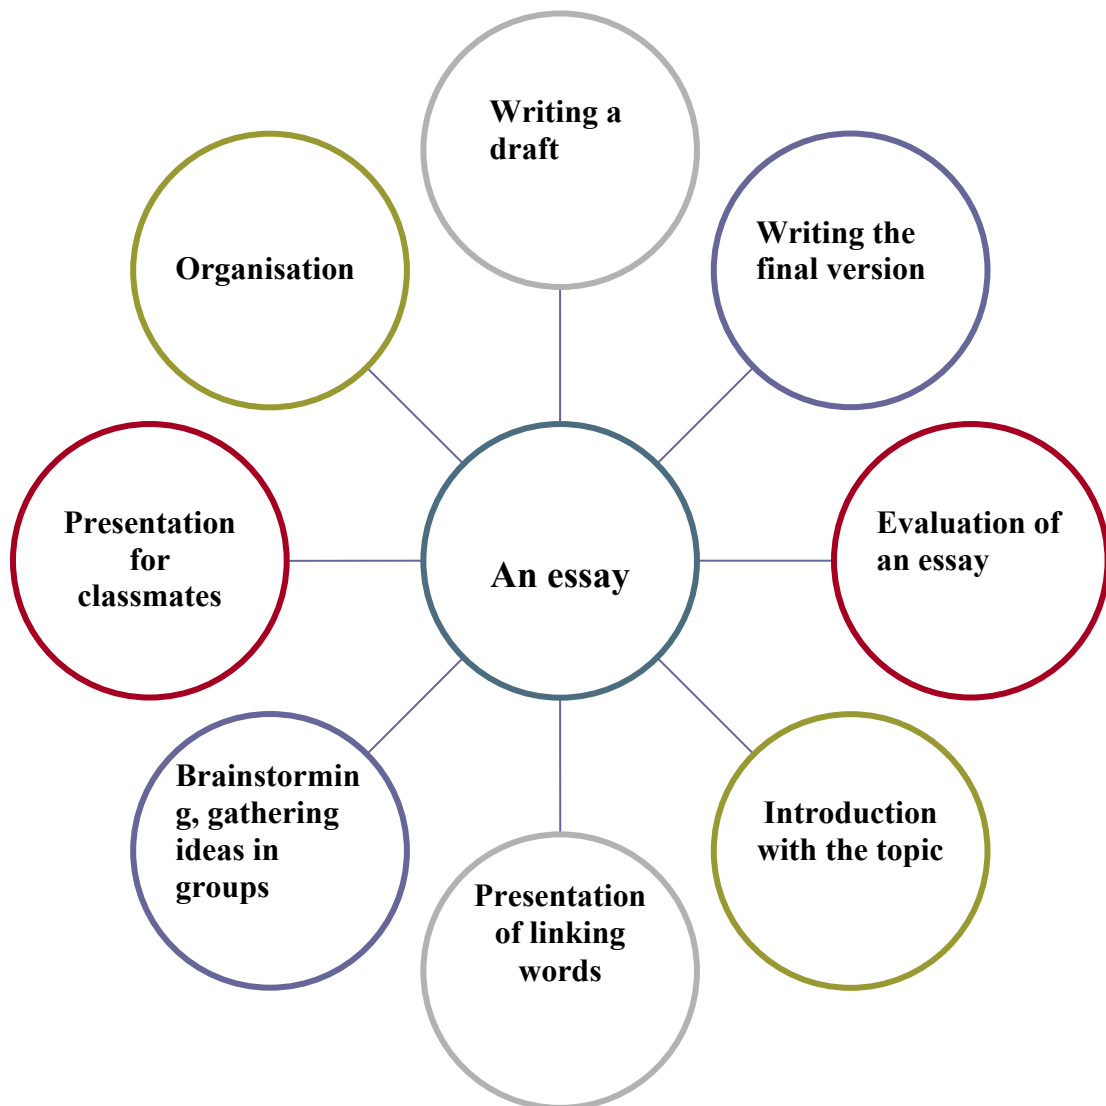 Writing a
draft
Writing the
final version
Organisation
Presentation
for
classmates
An essay
Evaluation of
an essay
Brainstormin
g, gathering
ideas in
groups
Introduction
with the topic
Presentation
of linking
words